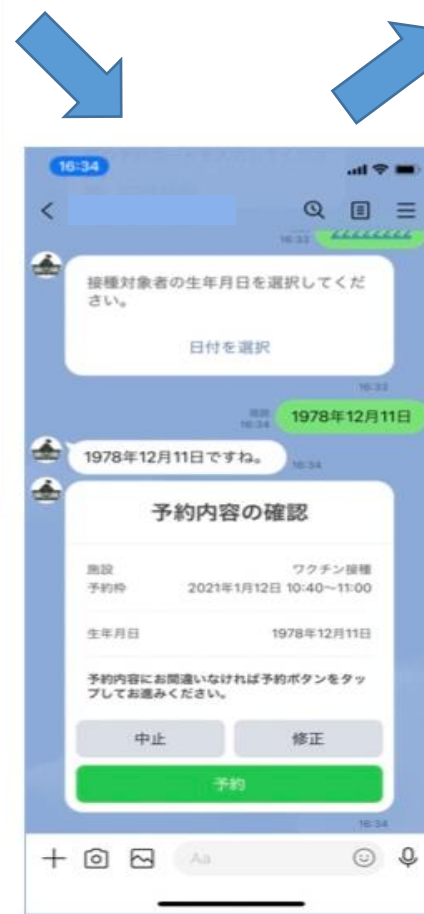 16:34
16:33
接種対象者の生年月日を選択してくだ
さい。
日付を選択
16:33
既読
16:34
1978年12月11日
1978年12月11日ですね。
16:34
予約内容の確認
施設 ワクチン接種
予約枠 2021年1月12日 10:40~11:00
生年月日 1978年12月11日
予約内容にお間違いなければ予約ボタンをタッ
プしてお進みください。
中止 修正
予約
16:34
Aa